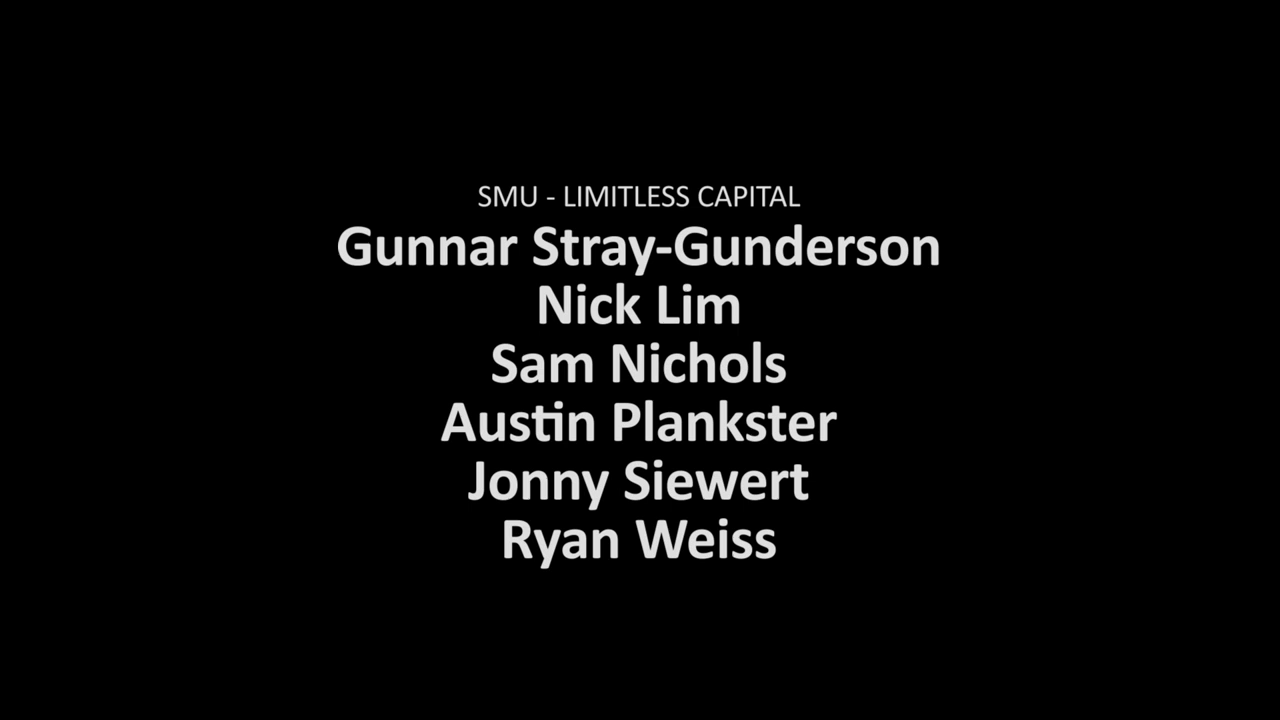 SMU - LIMITLESS CAPITAL
Gunnar Stray-Gunderson
Nick Lim
Sam Nichols
Austin Plankster
Jonny Siewert
Ryan Weiss